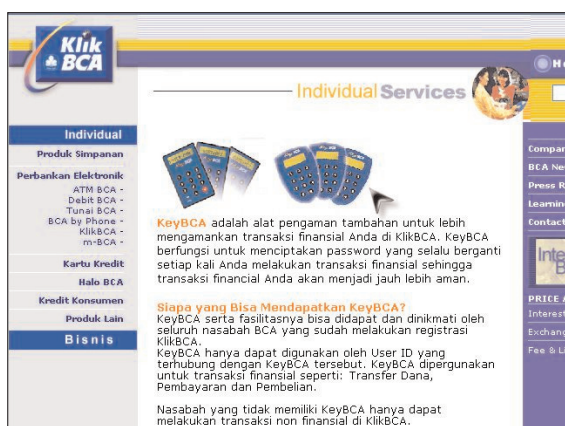 Klik
BCA
Individual Services
Individual
Produk Simpanan
Perbankan Elektronik
ATM BCA -
Debit BCA -
Tunai BCA -
BCA by Phone -
KlikBCA -
m-BCA -
Kartu Kredit
Halo BCA
Kredit Konsumen
Produk Lain
Bisnis
KeyBCA adalah alat pengaman tambahan untuk lebih
mengamankan transaksi finansial Anda di KlikBCA. KeyBCA
berfungsi untuk menciptakan password yang selalu berganti
setiap kali Anda melakukan transaksi finansial sehingga
transaksi financial Anda akan menjadi jauh lebih aman.
Siapa yang Bisa Mendapatkan KeyBCA?
KeyBCA serta fasilitasnya bisa didapat dan dinikmati oleh
seluruh nasabah BCA yang sudah melakukan registrasi
KlikBCA.
KeyBCA hanya dapat digunakan oleh User ID yang
terhubung dengan KeyBCA tersebut. KeyBCA dipergunakan
untuk transaksi finansial seperti: Transfer Dana,
Pembayaran dan Pembelian.
Nasabah yang tidak memiliki KeyBCA hanya dapat
melakukan transaksi non finansial di KlikBCA.
H
Compan
BCA Ne
Press R
Learning
Contact
Inte
B
PRICE
Interest
Exchang
Fee & Li